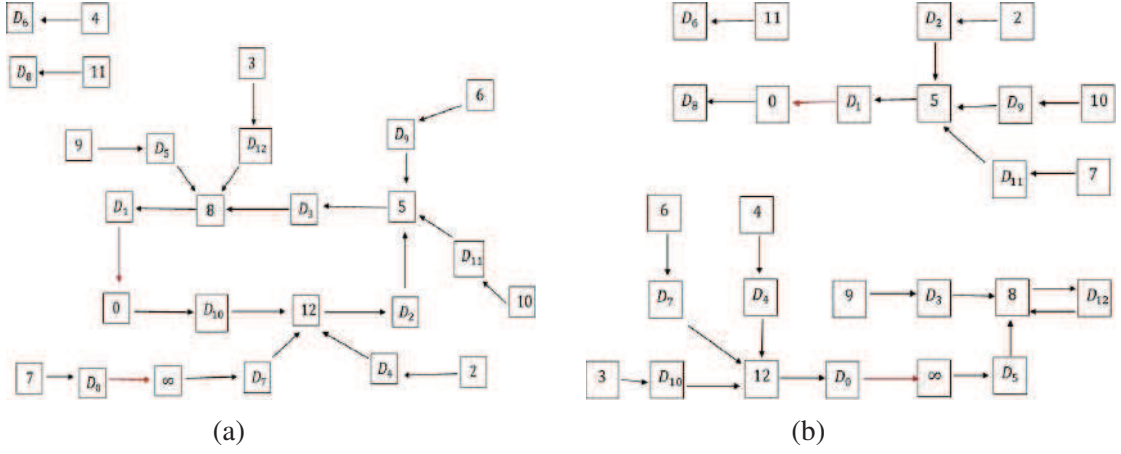 D₆ 4
D₈ 11
3
6
9 D₅ D₁₂ D₉
D₁ 8 D₃ 5
D₁₁
0 D₁₀ 12 D₂ 10
7 D₀ ∞ D₇ D₄ 2
(a)
D₆ 11 D₂ 2
D₈ 0 D₁ 5 D₉ 10
D₁₁ 7
6 4
D₇ D₄ 9 D₃ 8 D₁₂
3 D₁₀ 12 D₀ ∞ D₅
(b)